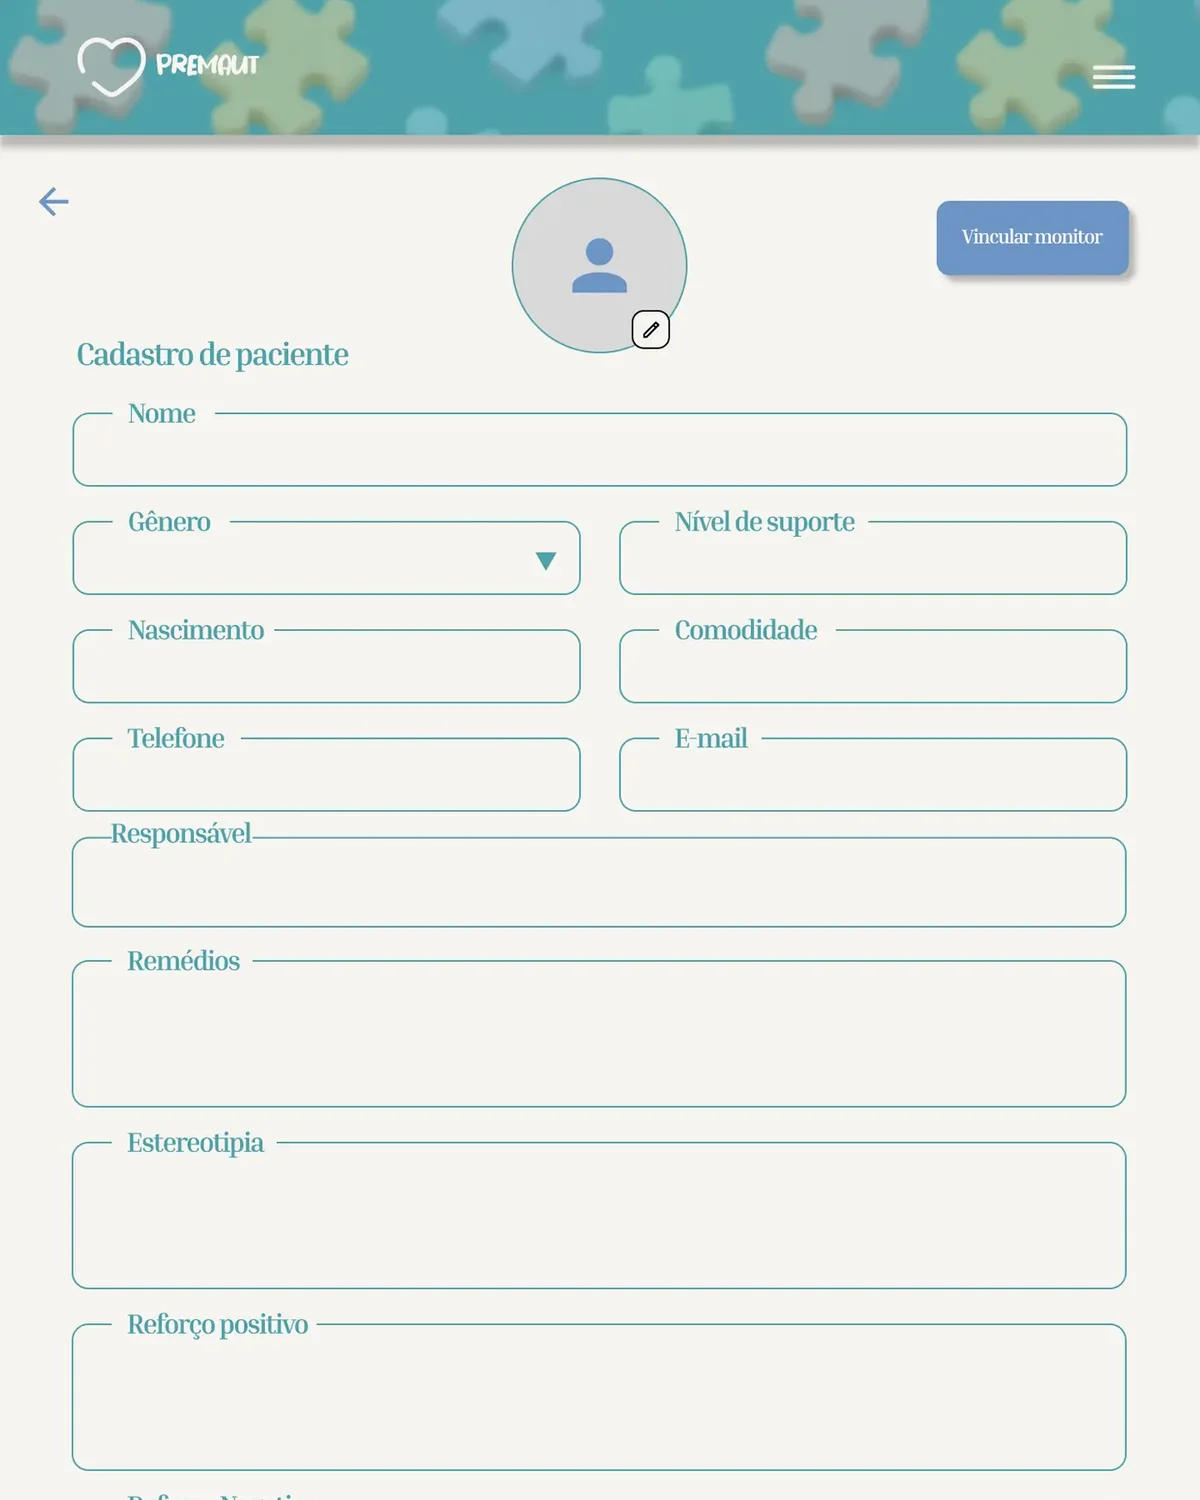 PREMAUT
Vincular monitor
Cadastro de paciente
Nome
Gênero
Nível de suporte
Nascimento
Comodidade
Telefone
E-mail
Responsável
Remédios
Estereotipia
Reforço positivo